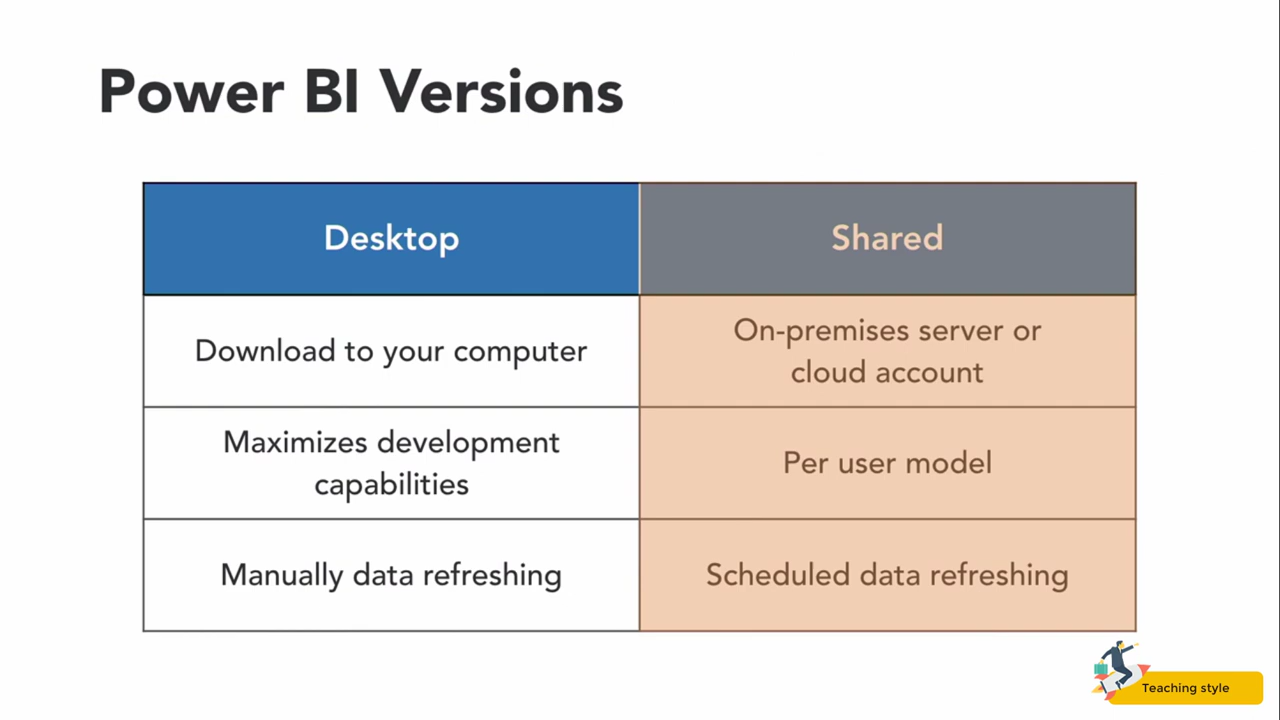 Power BI Versions
Desktop
Shared
Download to your computer
On-premises server or
cloud account
Maximizes development
capabilities
Per user model
Manually data refreshing
Scheduled data refreshing
Teaching style